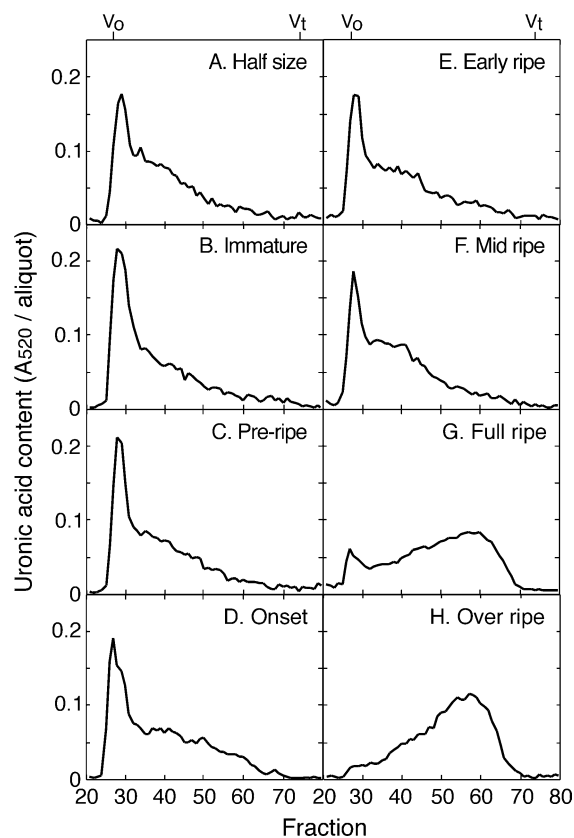 Vo Vt Vo Vt
A. Half size
E. Early ripe
0.2
0.1
0
B. Immature
F. Mid ripe
0.2
0.1
0
C. Pre-ripe
G. Full ripe
0.2
0.1
0
D. Onset
H. Over ripe
0.2
0.1
0
20 30 40 50 60 70 20 30 40 50 60 70 80
Uronic acid content (A520 / aliquot)
Fraction